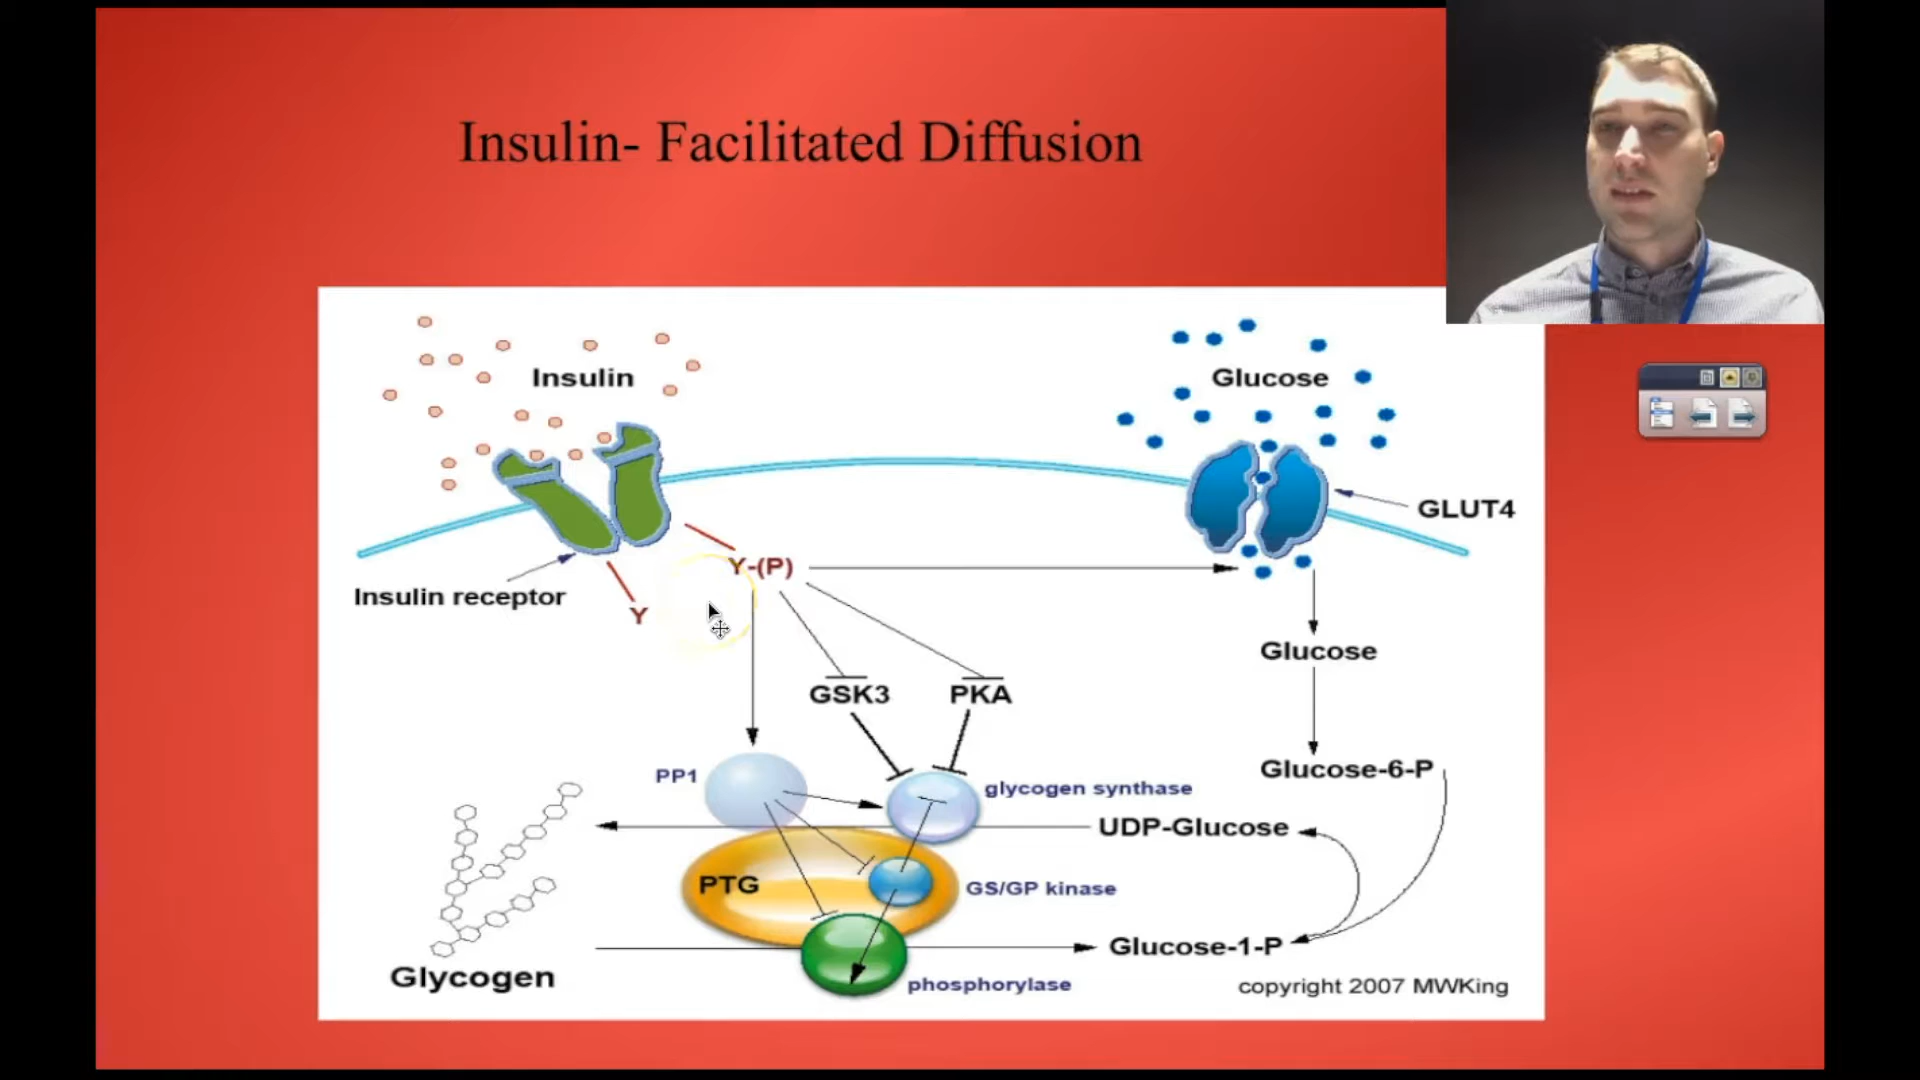 Insulin- Facilitated Diffusion
Insulin
Glucose
GLUT4
Y-(P)
Insulin receptor
Y
Glucose
GSK3
PKA
Glucose-6-P
PP1
glycogen synthase
UDP-Glucose
PTG
GS/GP kinase
Glucose-1-P
Glycogen
phosphorylase
copyright 2007 MWKing